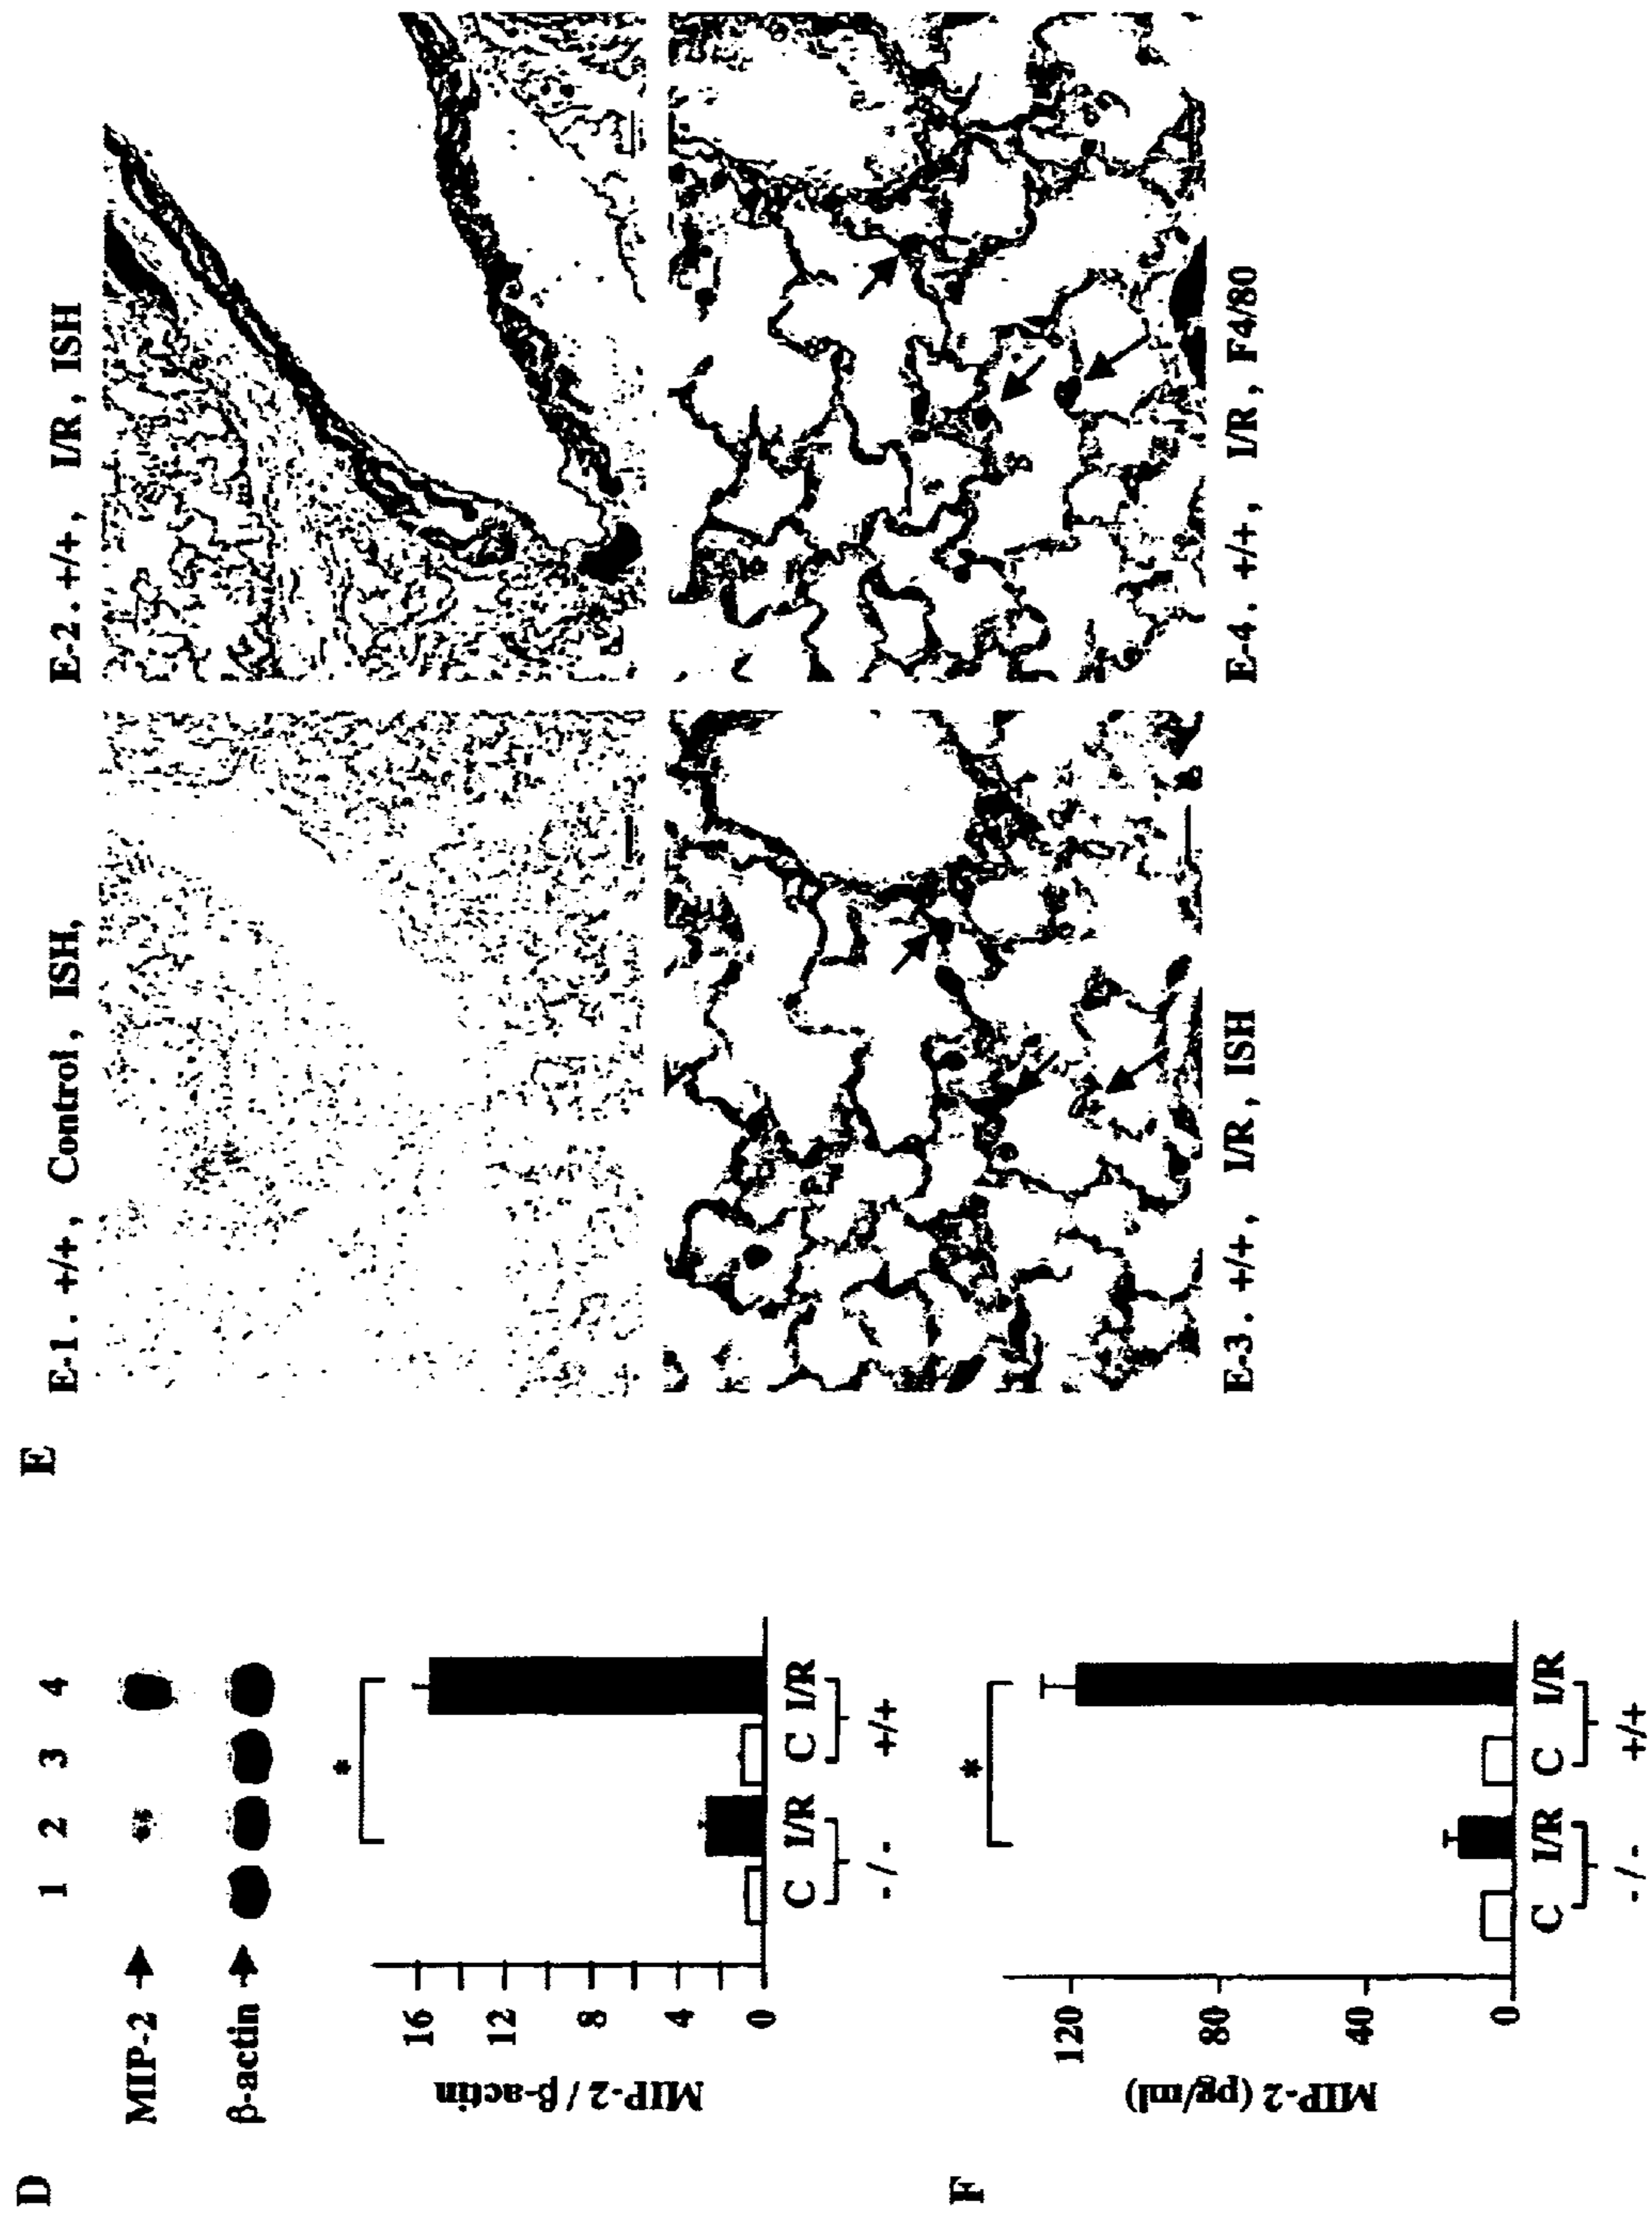 D
1 2 3 4
MIP-2
β-actin
*
MIP-2 / β-actin
16
12
8
4
0
C I/R C I/R
-/- +/+
E
E-1. +/+, Control, ISH,
E-2. +/+, I/R, ISH
E-3. +/+, I/R, ISH
E-4. +/+, I/R, F4/80
F
*
MIP-2 (pg/ml)
120
80
40
0
C I/R C I/R
-/- +/+